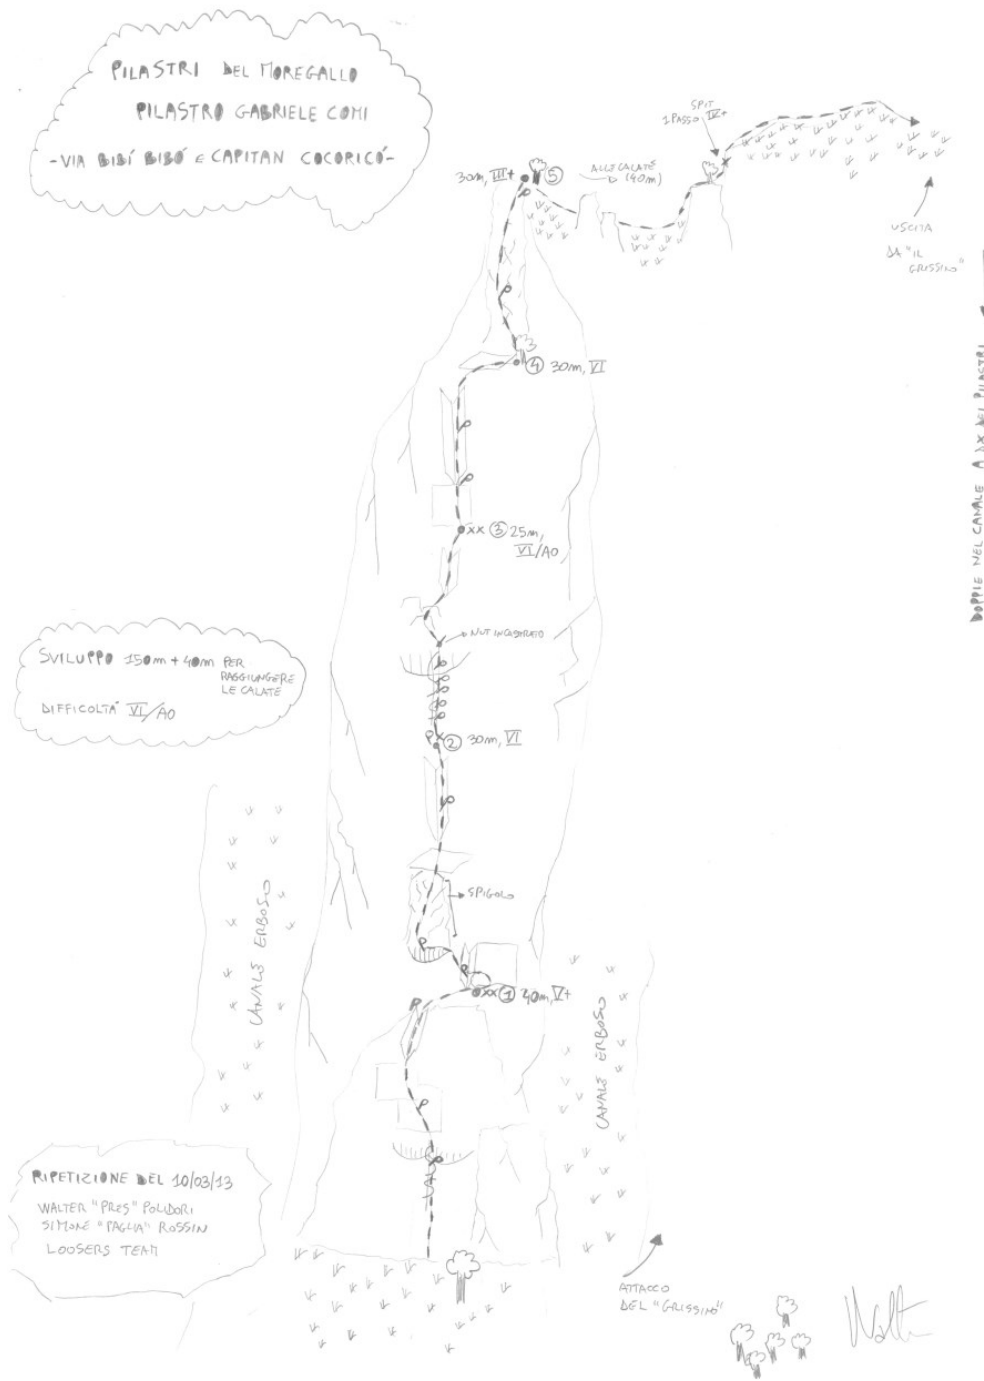 PILASTRI DEL MOREGALLO
PILASTRO GABRIELE COMI
-VIA BIBÍ BIBÓ E CAPITAN COCORICÓ-
SPIT
1 PASSO IV+
30m, III+
5
ALLE CALATE
(40m)
USCITA
DA "IL
GRISSINO"
4 30m, VI
DOPPIE NEL CANALE A DX DEI PILASTRI
XX 3 25m,
VI/A0
NUT INCASTRATO
SVILUPPO 150m + 40m PER
RAGGIUNGERE
LE CALATE
DIFFICOLTÁ VI/A0
2 30m, VI
SPIGOLO
CANALE ERBOSO
XX 1 40m, V+
CANALE ERBOSO
RIPETIZIONE DEL 10/03/13
WALTER "PRES" POLIDORI
SIMONE "PAGLIA" ROSSIN
LOOSERS TEAM
ATTACCO
DEL "GRISSINO"